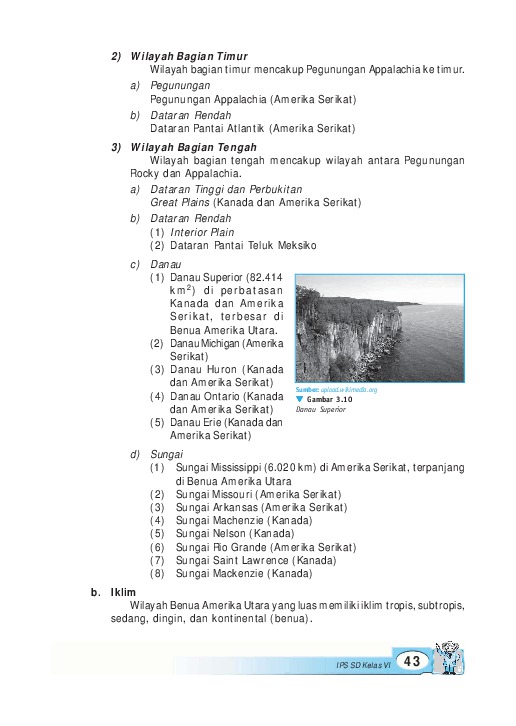 2) Wilayah Bagian Timur
Wilayah bagian timur mencakup Pegunungan Appalachia ke timur.
a) Pegunungan
Pegunungan Appalachia (Amerika Serikat)
b) Dataran Rendah
Dataran Pantai Atlantik (Amerika Serikat)
3) Wilayah Bagian Tengah
Wilayah bagian tengah mencakup wilayah antara Pegunungan
Rocky dan Appalachia.
a) Dataran Tinggi dan Perbukitan
Great Plains (Kanada dan Amerika Serikat)
b) Dataran Rendah
(1) Interior Plain
(2) Dataran Pantai Teluk Meksiko
c) Danau
(1) Danau Superior (82.414
km²) di perbatasan
Kanada dan Amerika
Serikat, terbesar di
Benua Amerika Utara.
(2) Danau Michigan (Amerika
Serikat)
(3) Danau Huron (Kanada
dan Amerika Serikat)
(4) Danau Ontario (Kanada
dan Amerika Serikat)
(5) Danau Erie (Kanada dan
Amerika Serikat)
Sumber: upload.wikimedia.org
Gambar 3.10
Danau Superior
d) Sungai
(1) Sungai Mississippi (6.020 km) di Amerika Serikat, terpanjang
di Benua Amerika Utara
(2) Sungai Missouri (Amerika Serikat)
(3) Sungai Arkansas (Amerika Serikat)
(4) Sungai Machenzie (Kanada)
(5) Sungai Nelson (Kanada)
(6) Sungai Rio Grande (Amerika Serikat)
(7) Sungai Saint Lawrence (Kanada)
(8) Sungai Mackenzie (Kanada)
b. Iklim
Wilayah Benua Amerika Utara yang luas memiliki iklim tropis, subtropis,
sedang, dingin, dan kontinental (benua).
IPS SD Kelas VI 43